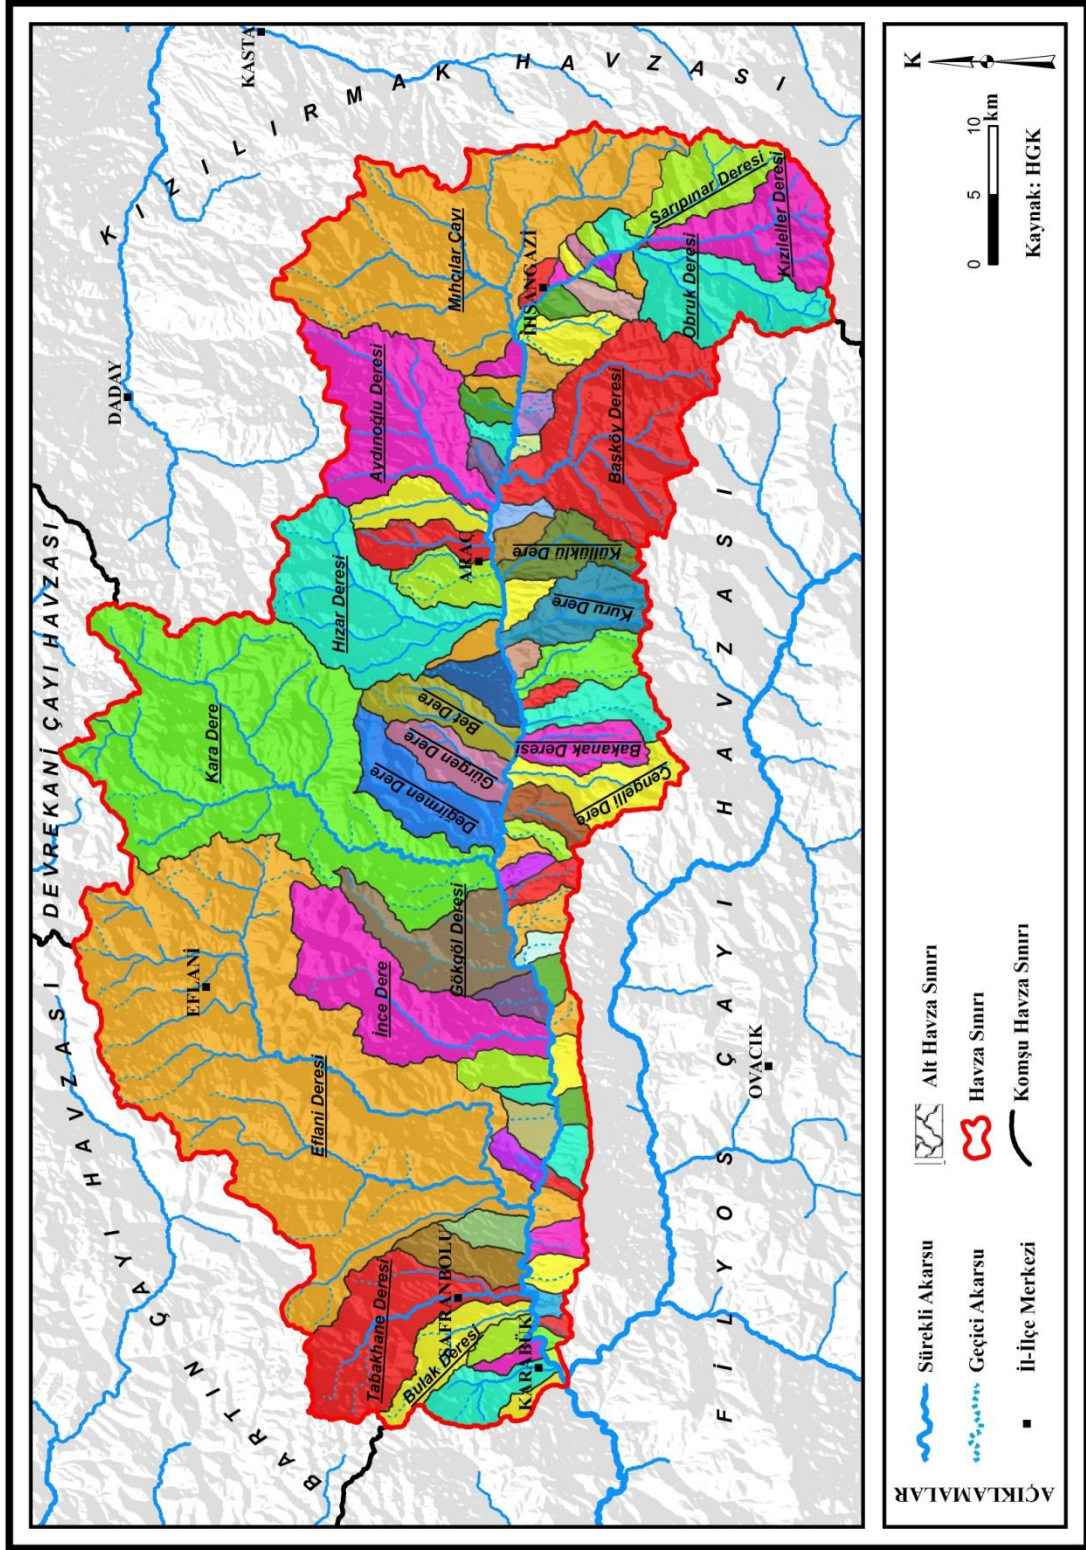 DEVREKANİ ÇAYI HAVZASI
BARTIN ÇAYI HAVZASI
KIZILIRMAK HAVZASI
FİLYOS ÇAYI HAVZASI
KASTA
DADAY
EFLANİ
SAFRANBOLU
KARABÜK
ARAÇ
İHSANGAZİ
OVACIK
Tabakhane Deresi
Bulak Deresi
Eflani Deresi
İnce Dere
Gökgöl Deresi
Kara Dere
Değirmen Dere
Gürgen Dere
Bet Dere
Hızar Deresi
Aydınoğlu Deresi
Mıhçılar Çayı
Sarıpınar Deresi
Kızıleller Deresi
Obruk Deresi
Başköy Deresi
Küllüklü Dere
Kuru Dere
Bakanak Deresi
Cengelli Dere
AÇIKLAMALAR
Sürekli Akarsu
Geçici Akarsu
İl-İlçe Merkezi
Alt Havza Sınırı
Havza Sınırı
Komşu Havza Sınırı
K
0 5 10
km
Kaynak: HGK